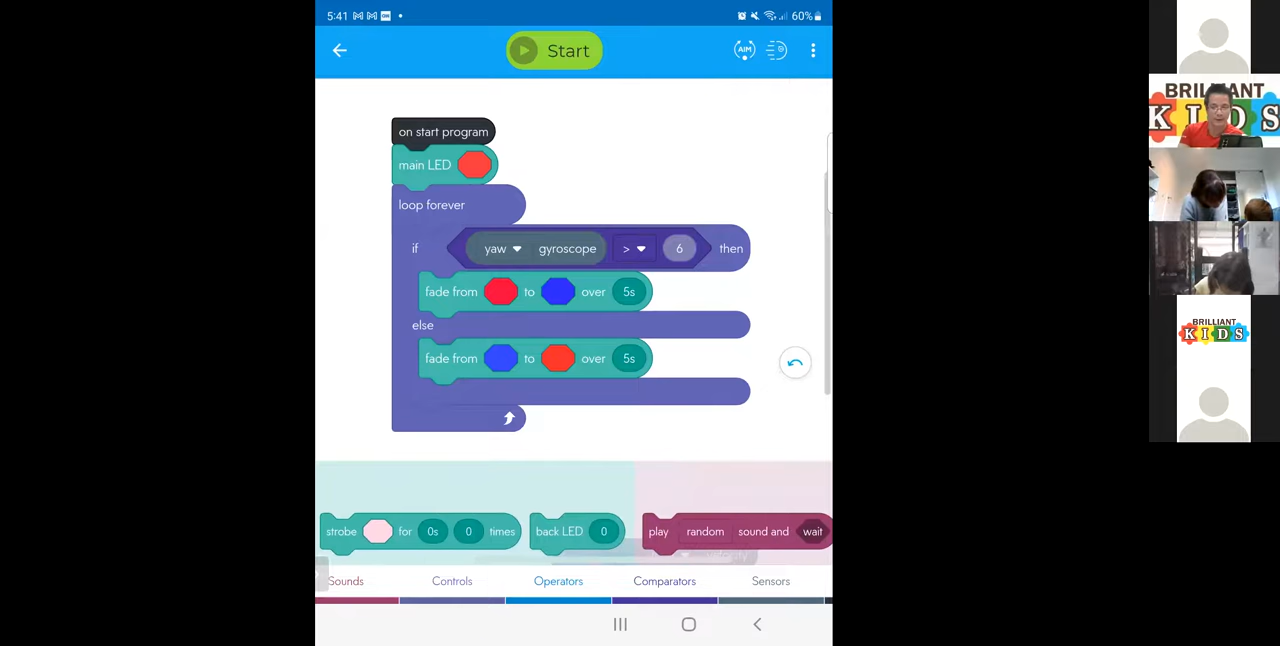 5:41
60%
Start
AIM
on start program
main LED
loop forever
if yaw gyroscope > 6 then
fade from to over 5s
else
fade from to over 5s
strobe for 0s 0 times
back LED 0
play random sound and wait
Sounds
Controls
Operators
Comparators
Sensors
BRILLIANT
KIDS
BRILLIANT
KIDS